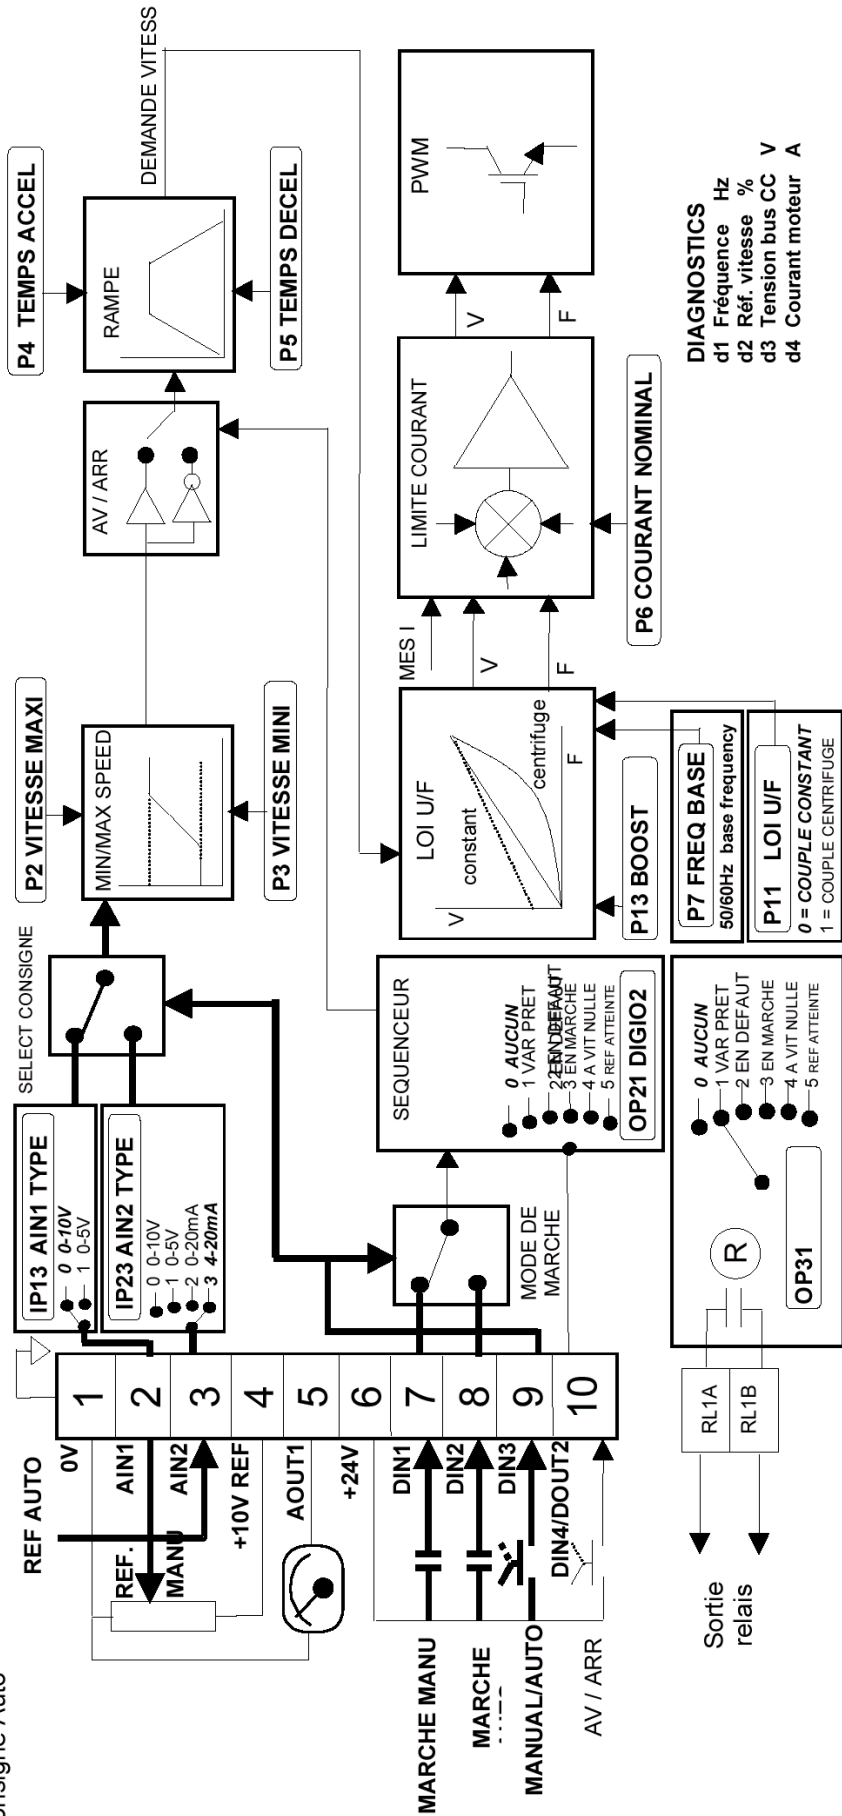 onsigne Auto
REF AUTO
REF.
MANU
0V
AIN1
AIN2
+10V REF
AOUT1
+24V
DIN1
DIN2
DIN3
DIN4/DOUT2
MARCHE MANU
MARCHE
MANUAL/AUTO
AV / ARR
1
2
3
4
5
6
7
8
9
10
IP13 AIN1 TYPE
0 0-10V
1 0-5V
IP23 AIN2 TYPE
0 0-10V
1 0-5V
2 0-20mA
3 4-20mA
SELECT CONSIGNE
P2 VITESSE MAXI
MIN/MAX SPEED
P3 VITESSE MINI
AV / ARR
P4 TEMPS ACCEL
RAMPE
P5 TEMPS DECEL
DEMANDE VITESS
MODE DE
MARCHE
SEQUENCEUR
0 AUCUN
1 VAR PRET
2 EN DEFAUT
3 EN MARCHE
4 A VIT NULLE
5 REF ATTEINTE
OP21 DIGIO2
LOI U/F
V
constant
centrifuge
F
P13 BOOST
P7 FREQ BASE
50/60Hz base frequency
P11 LOI U/F
0 = COUPLE CONSTANT
1 = COUPLE CENTRIFUGE
MES I
V
F
LIMITE COURANT
P6 COURANT NOMINAL
V
F
PWM
DIAGNOSTICS
d1 Fréquence Hz
d2 Réf. vitesse %
d3 Tension bus CC V
d4 Courant moteur A
Sortie
relais
RL1A
RL1B
R
OP31
0 AUCUN
1 VAR PRET
2 EN DEFAUT
3 EN MARCHE
4 A VIT NULLE
5 REF ATTEINTE